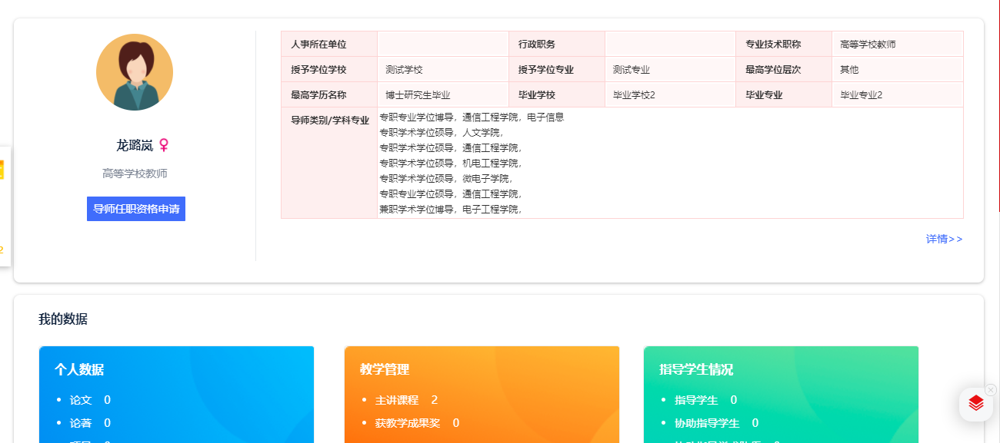 人事所在单位 行政职务 专业技术职称 高等学校教师
授予学位学校 测试学校 授予学位专业 测试专业 最高学位层次 其他
最高学历名称 博士研究生毕业 毕业学校 毕业学校2 毕业专业 毕业专业2
导师类别/学科专业
专职专业学位博导，通信工程学院，电子信息
专职学术学位硕导，人文学院，
专职学术学位硕导，通信工程学院，
专职学术学位硕导，机电工程学院，
专职学术学位硕导，微电子学院，
专职专业学位硕导，通信工程学院，
兼职学术学位博导，电子工程学院，
龙璐岚
高等学校教师
导师任职资格申请
详情>>
2
我的数据
个人数据
论文 0
论著 0
教学管理
主讲课程 2
获教学成果奖 0
指导学生情况
指导学生 0
协助指导学生 0